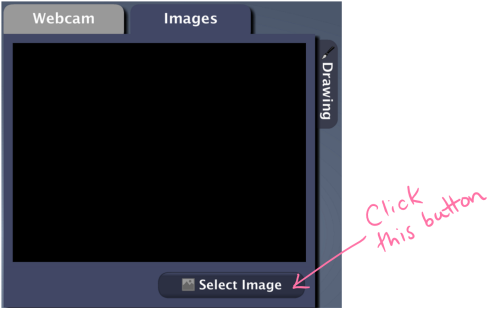 Webcam
Images
Drawing
Click
this button
Select Image